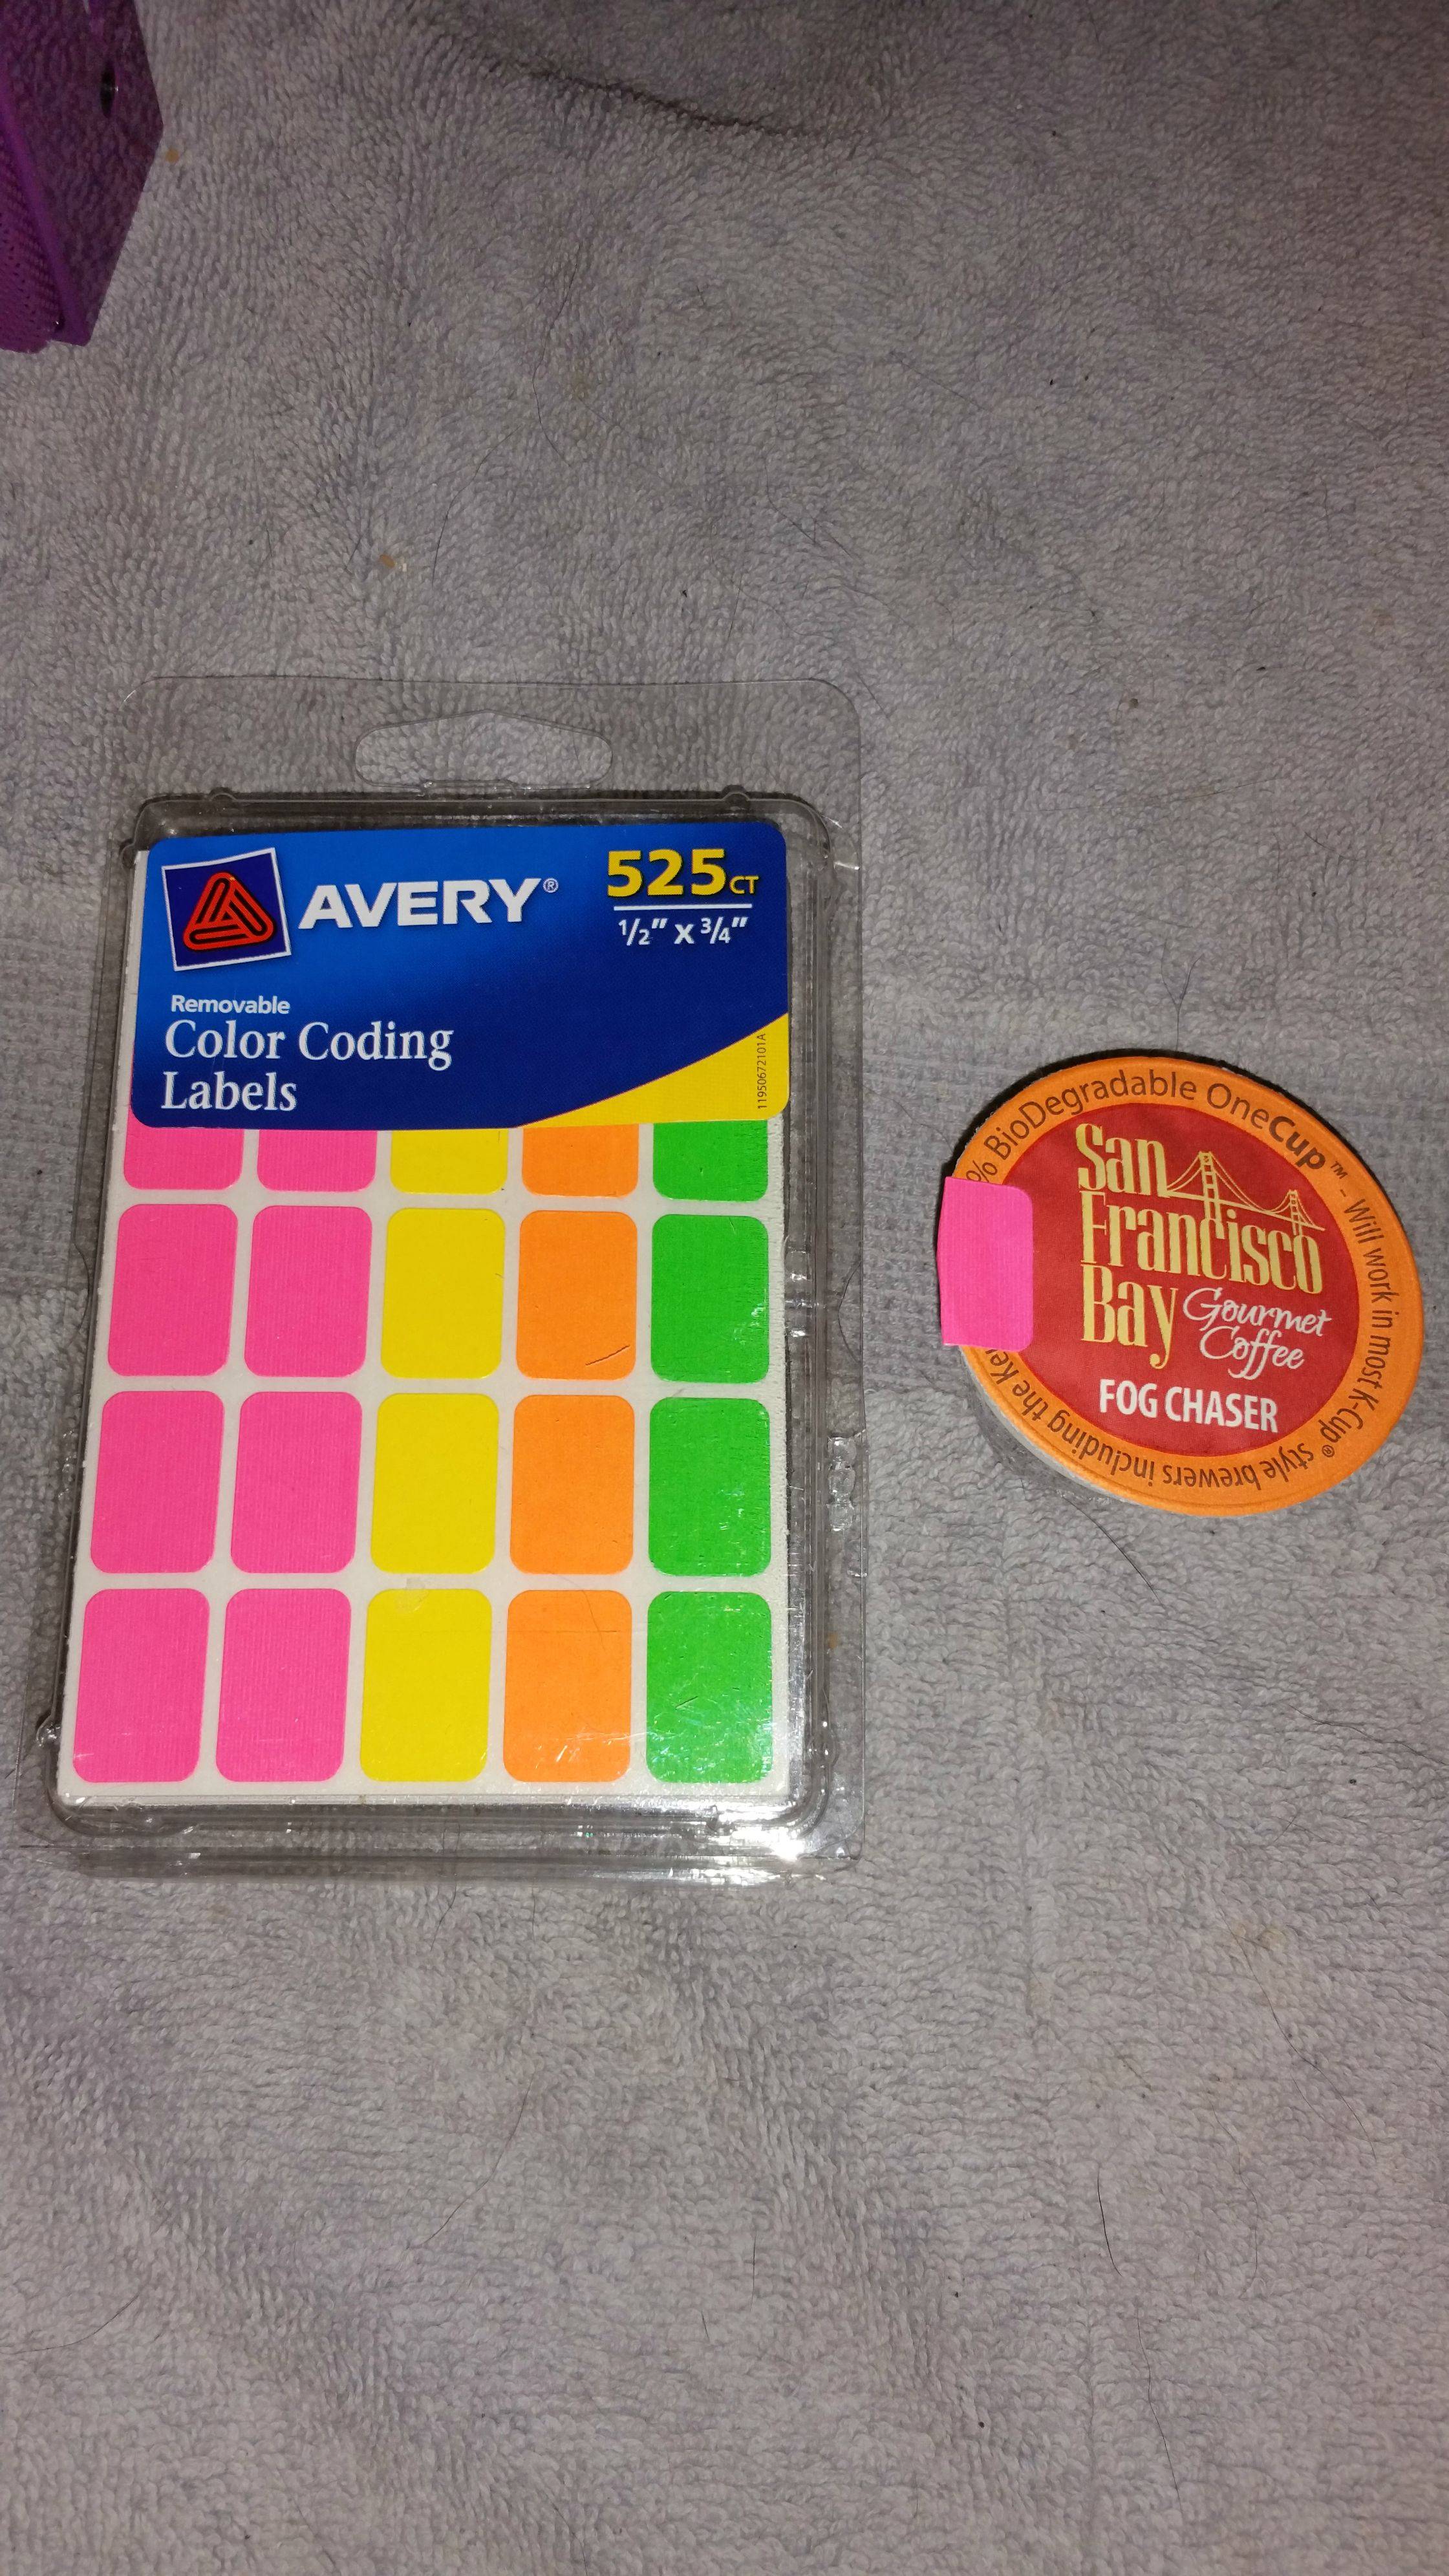 AVERY®
525CT
1/2" x 3/4"
Removable
Color Coding
Labels
11950672101A
% BioDegradable OneCup™ - Will work in most K-Cup® style brewers including the
San
Francisco
Bay Gourmet
Coffee
FOG CHASER